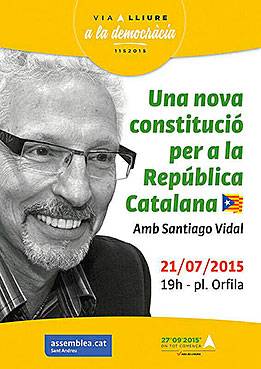 VIA LLIURE
a la democràcia
11S2015
Una nova
constitució
per a la
República
Catalana
Amb Santiago Vidal
21/07/2015
19h - pl. Orfila
assemblea.cat
Sant Andreu
27'09'2015'
ON TOT COMENÇA